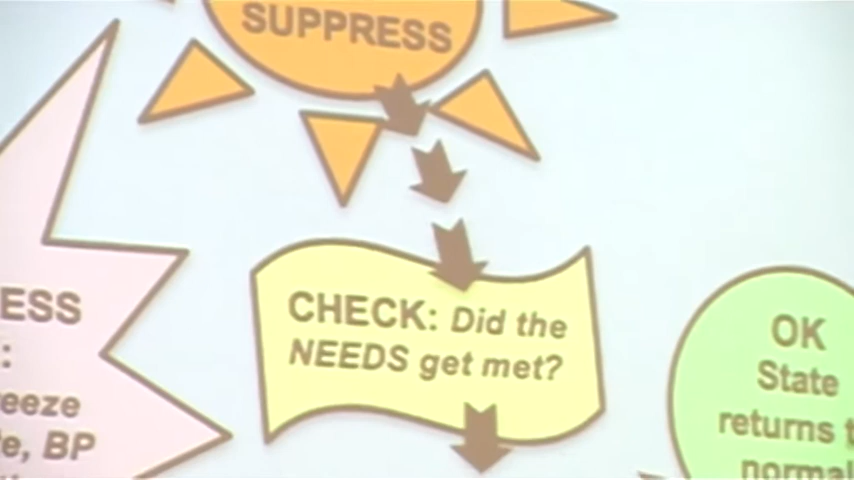 SUPPRESS
CHECK: Did the
NEEDS get met?
ESS
:
eeze
e, BP
OK
State
returns t
normal